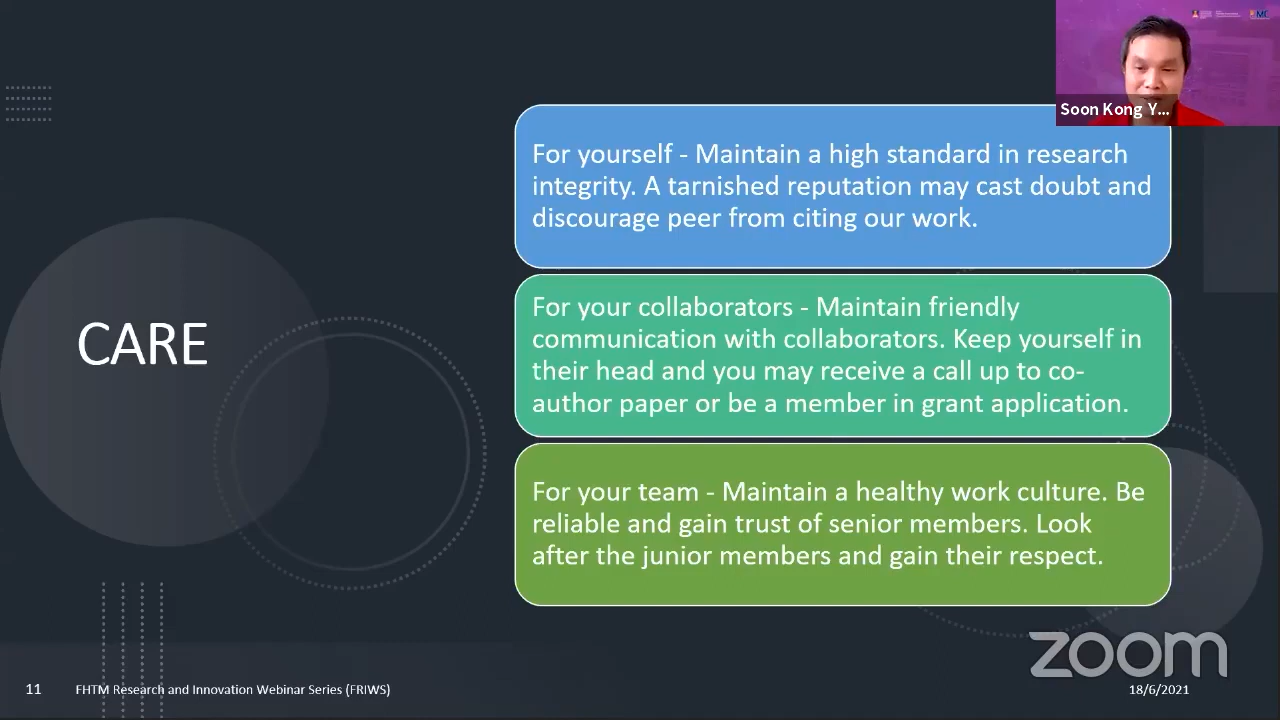 Soon Kong Y...
For yourself - Maintain a high standard in research
integrity. A tarnished reputation may cast doubt and
discourage peer from citing our work.
For your collaborators - Maintain friendly
communication with collaborators. Keep yourself in
their head and you may receive a call up to co-
author paper or be a member in grant application.
CARE
For your team - Maintain a healthy work culture. Be
reliable and gain trust of senior members. Look
after the junior members and gain their respect.
zoom
11
FHTM Research and Innovation Webinar Series (FRIWS)
18/6/2021